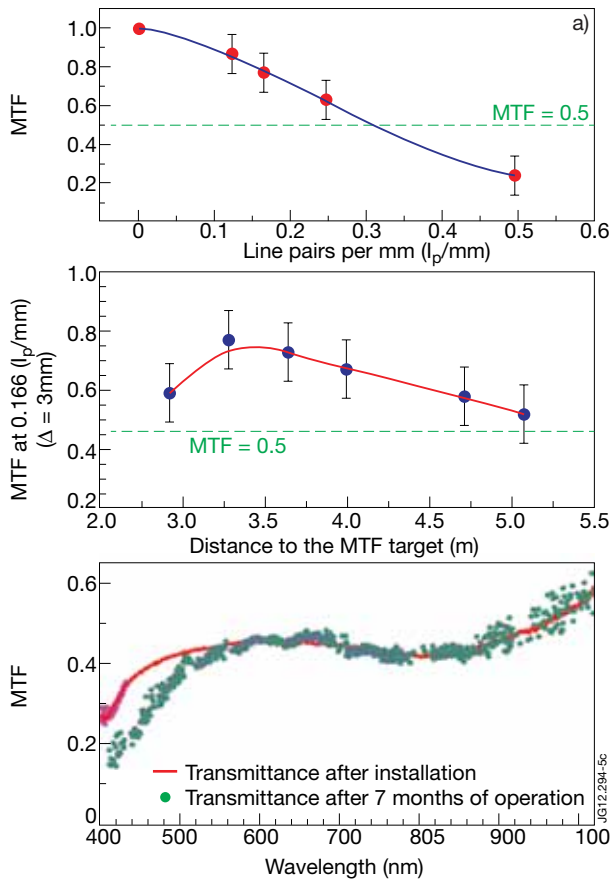 a)
1.0
0.8
0.6
0.4
0.2
MTF
MTF = 0.5
0
0.1
0.2
0.3
0.4
0.5
0.6
Line pairs per mm (lp/mm)
1.0
0.8
0.6
0.4
0.2
MTF at 0.166 (lp/mm)
(Δ = 3mm)
MTF = 0.5
2.0
2.5
3.0
3.5
4.0
4.5
5.0
5.5
Distance to the MTF target (m)
0.6
0.4
0.2
0
MTF
Transmittance after installation
Transmittance after 7 months of operation
400
500
600
700
805
900
100
Wavelength (nm)
JG12.294-5c